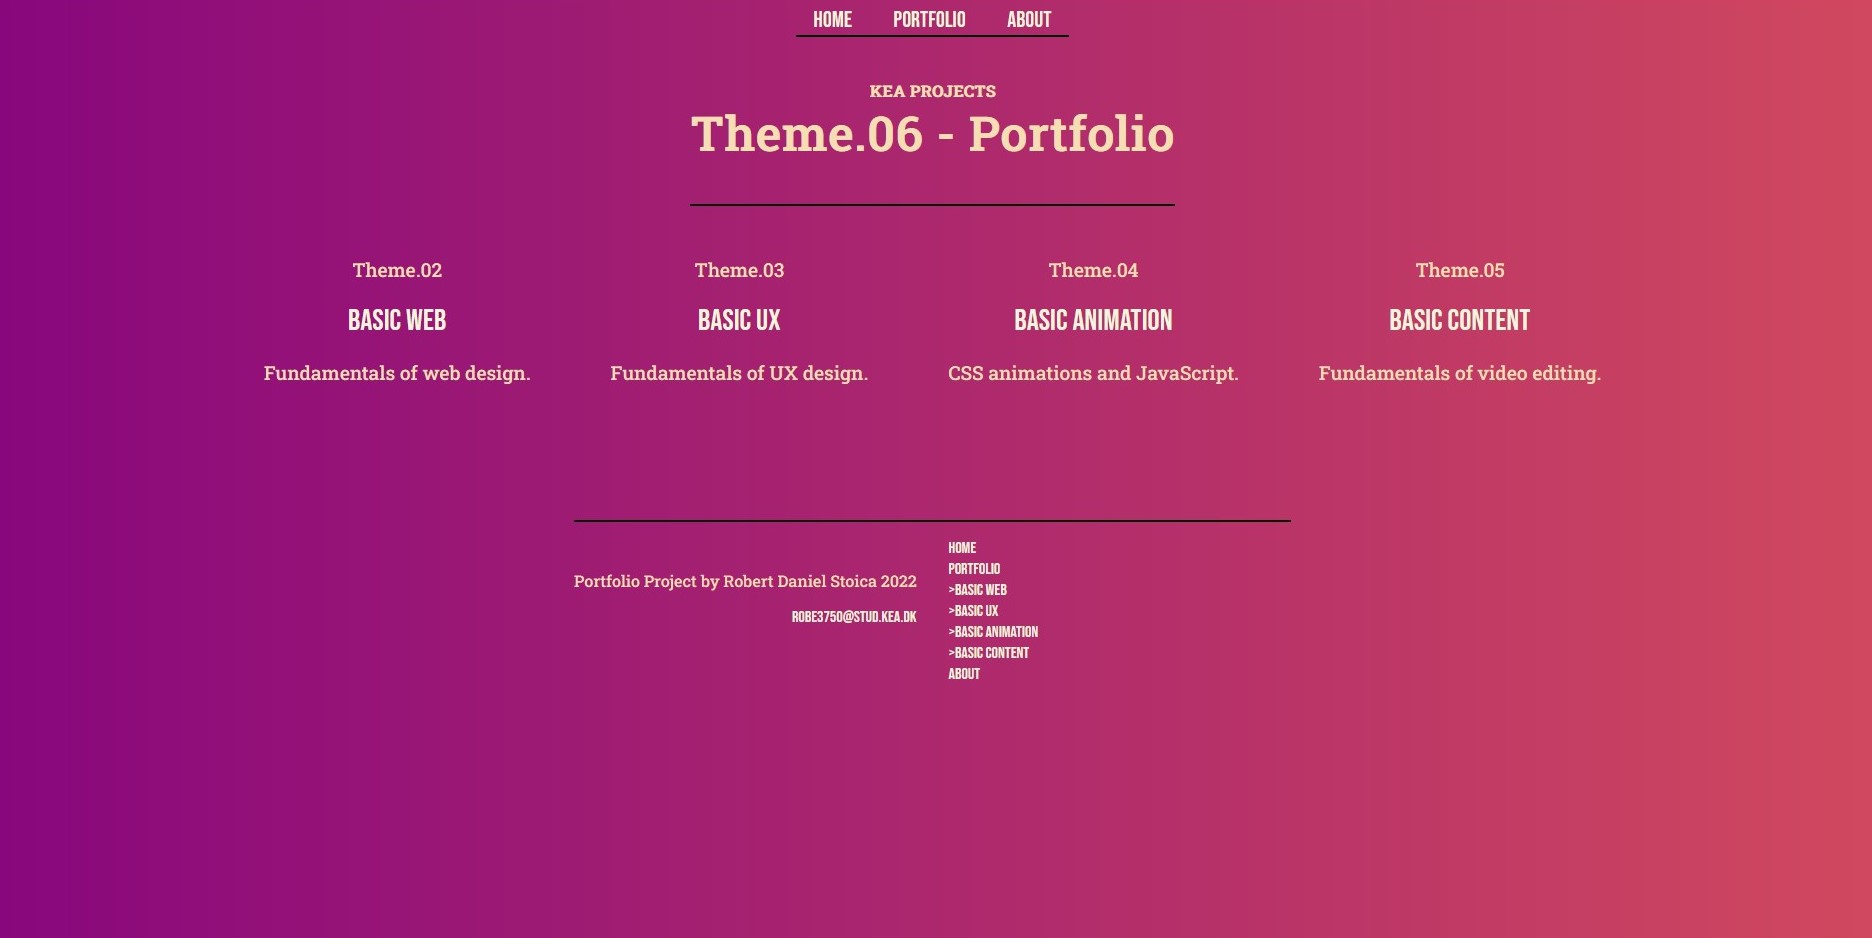 HOME PORTFOLIO ABOUT
KEA PROJECTS
Theme.06 - Portfolio
Theme.02
BASIC WEB
Fundamentals of web design.
Theme.03
BASIC UX
Fundamentals of UX design.
Theme.04
BASIC ANIMATION
CSS animations and JavaScript.
Theme.05
BASIC CONTENT
Fundamentals of video editing.
Portfolio Project by Robert Daniel Stoica 2022
ROBE3750@STUD.KEA.DK
HOME
PORTFOLIO
>BASIC WEB
>BASIC UX
>BASIC ANIMATION
>BASIC CONTENT
ABOUT